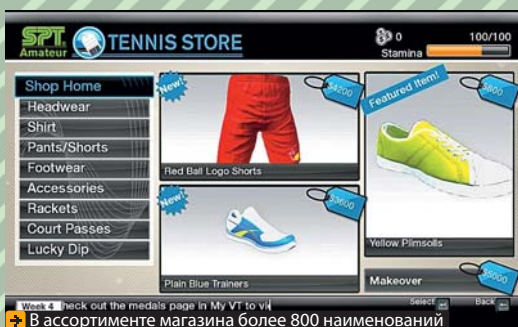 SPT.
Amateur
TENNIS STORE
0
100/100
Stamina
Shop Home
Headwear
Shirt
Pants/Shorts
Footwear
Accessories
Rackets
Court Passes
Lucky Dip
New!
$4200
Red Ball Logo Shorts
New!
$3600
Plain Blue Trainers
Featured Item!
$800
Yellow Plimsolls
Makeover
$5000
Week 4 heck out the medals page in My VT to vi
Select
Back
В ассортименте магазина более 800 наименований